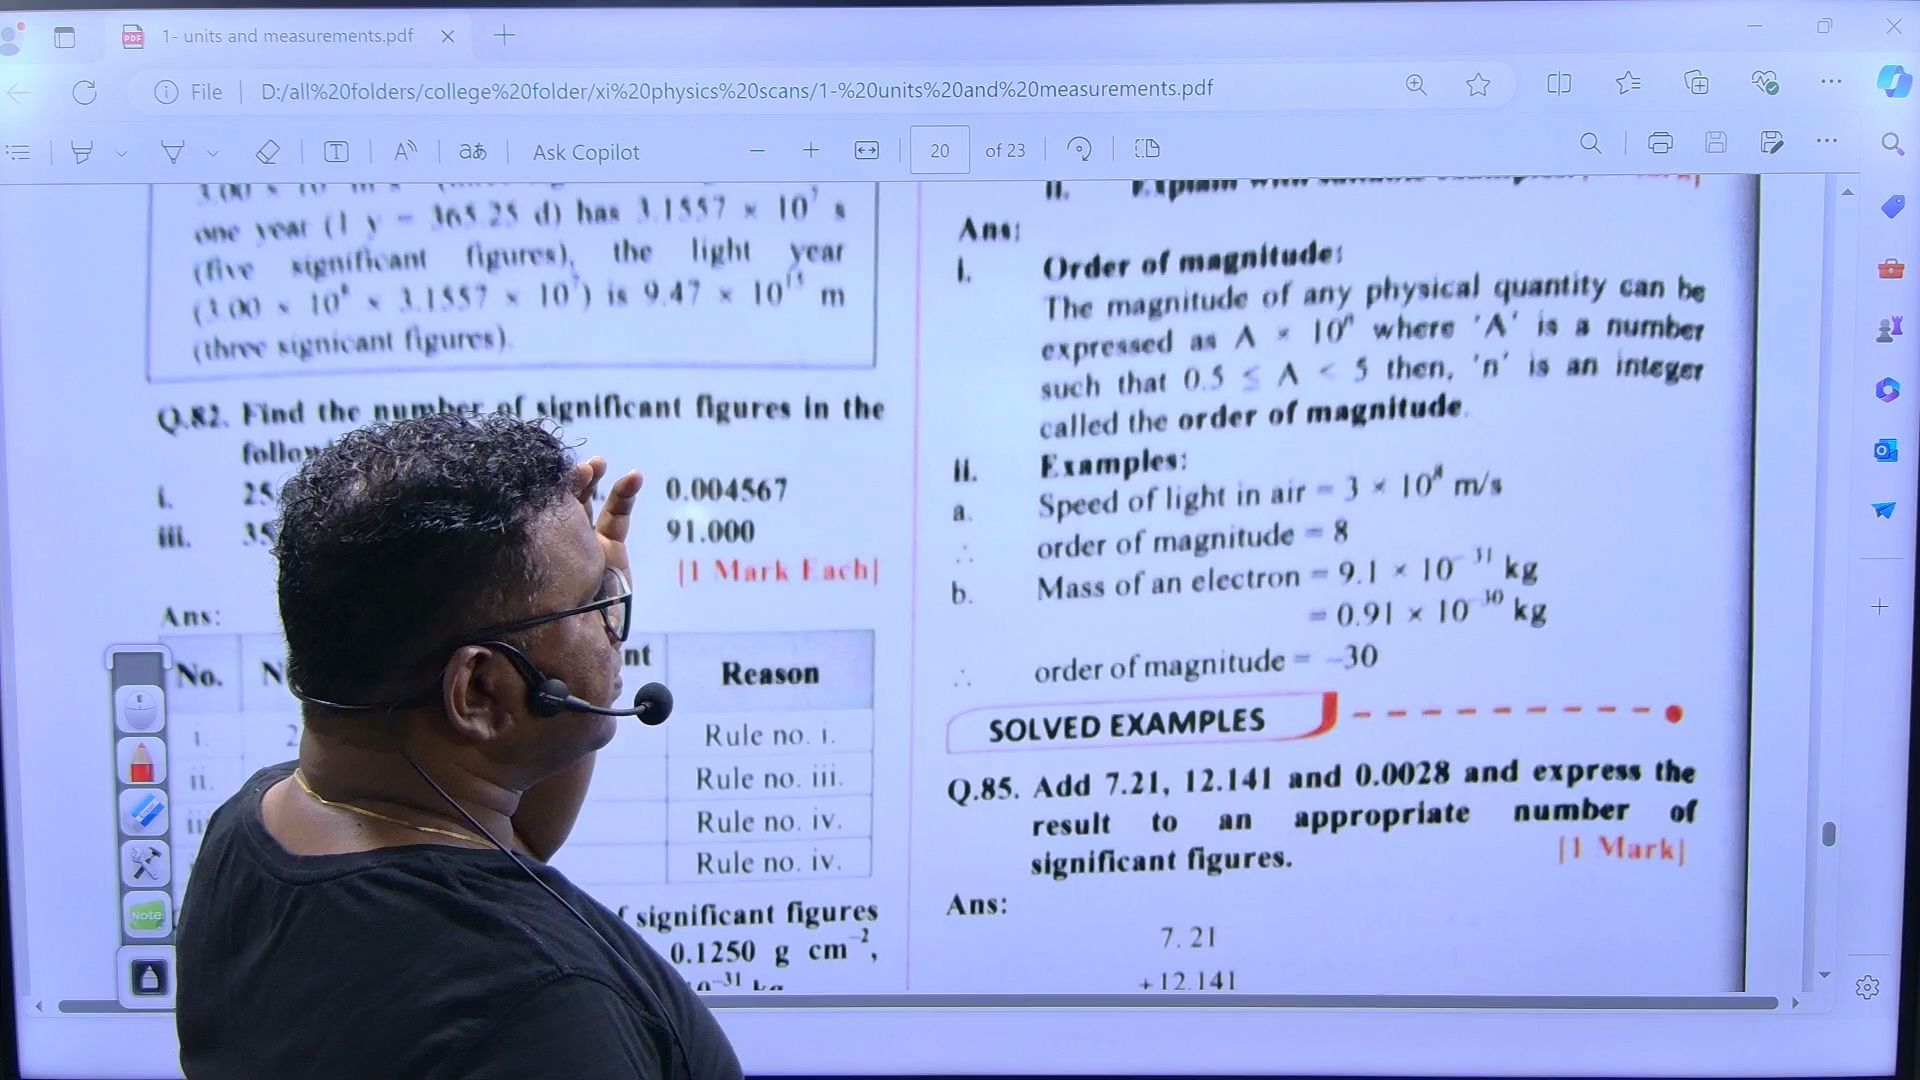 1- units and measurements.pdf
File
D:/all%20folders/college%20folder/xi%20physics%20scans/1-%20units%20and%20measurements.pdf
Ask Copilot
20 of 23
one year (1 y = 365.25 d) has 3.1557 × 10⁷ s
(five significant figures), the light year
(3.00 × 10⁸ × 3.1557 × 10⁷) is 9.47 × 10¹⁵ m
(three signicant figures).
Q.82. Find the number of significant figures in the
i. 25
0.004567
iii. 35
91.000
[1 Mark Each]
Ans:
No.
Reason
i. 2 Rule no. i.
ii. Rule no. iii.
Rule no. iv.
Rule no. iv.
significant figures
0.1250 g cm⁻²,
Note
ii.
Ans:
i. Order of magnitude:
The magnitude of any physical quantity can be
expressed as A × 10ⁿ where 'A' is a number
such that 0.5 ≤ A < 5 then, 'n' is an integer
called the order of magnitude.
ii. Examples:
a. Speed of light in air = 3 × 10⁸ m/s
∴ order of magnitude = 8
b. Mass of an electron = 9.1 × 10⁻³¹ kg
= 0.91 × 10⁻³⁰ kg
∴ order of magnitude = −30
SOLVED EXAMPLES
Q.85. Add 7.21, 12.141 and 0.0028 and express the
result to an appropriate number of
significant figures. [1 Mark]
Ans:
7.21
+ 12.141